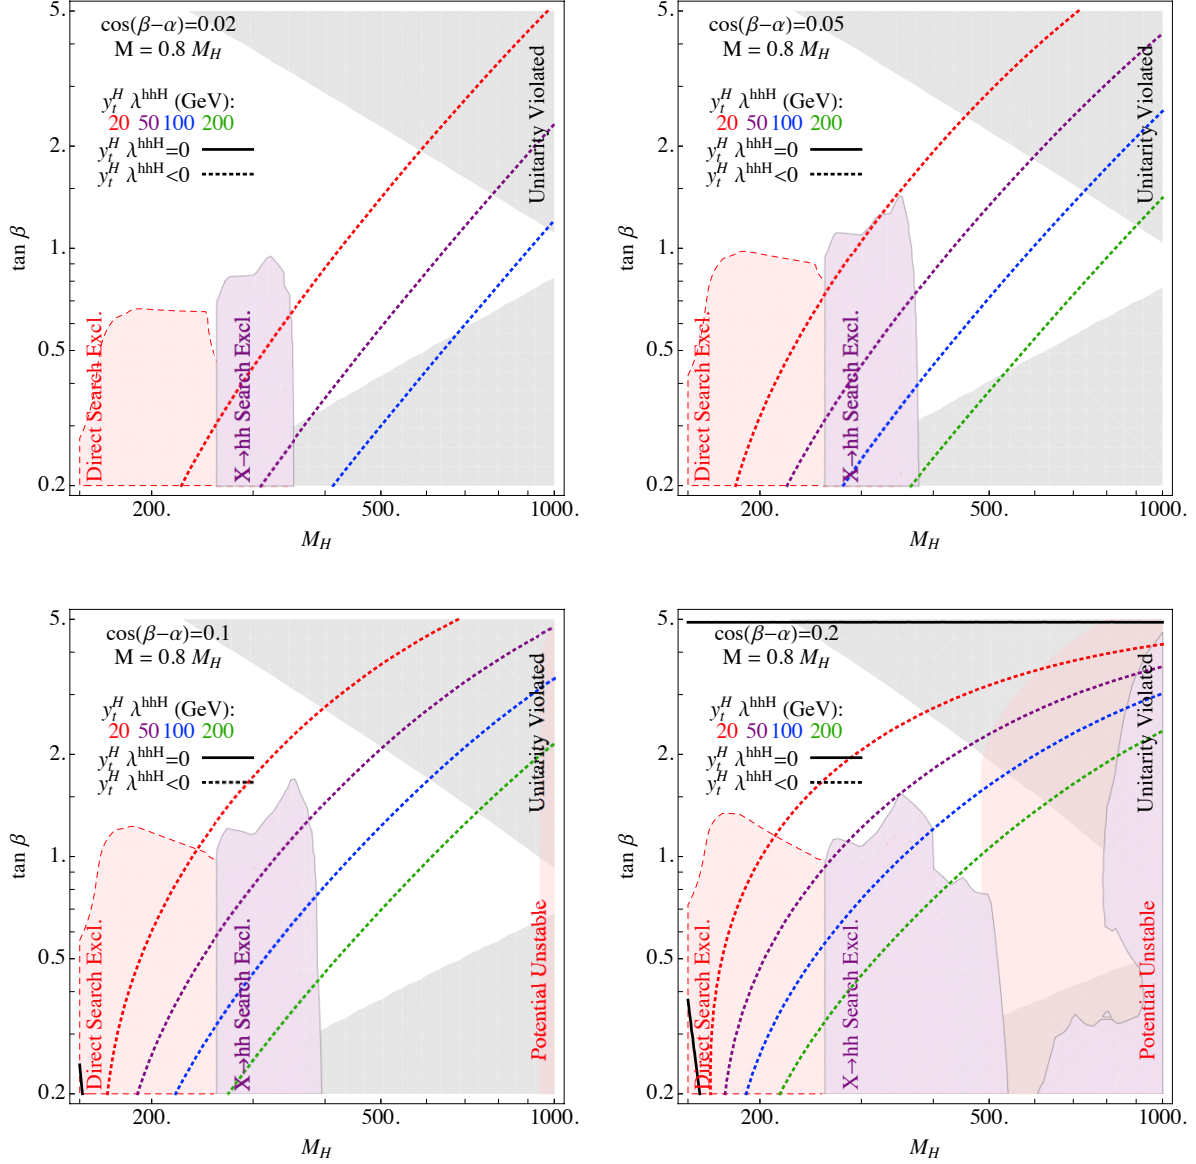 cos(β−α)=0.02
M = 0.8 M_H
y_t^H λ^hhH (GeV):
20 50 100 200
y_t^H λ^hhH=0
y_t^H λ^hhH<0
Unitarity Violated
Direct Search Excl.
X→hh Search Excl.
5.
2.
1.
0.5
0.2
tan β
200. 500. 1000.
M_H
cos(β−α)=0.05
M = 0.8 M_H
y_t^H λ^hhH (GeV):
20 50 100 200
y_t^H λ^hhH=0
y_t^H λ^hhH<0
Unitarity Violated
Direct Search Excl.
X→hh Search Excl.
5.
2.
1.
0.5
0.2
tan β
200. 500. 1000.
M_H
cos(β−α)=0.1
M = 0.8 M_H
y_t^H λ^hhH (GeV):
20 50 100 200
y_t^H λ^hhH=0
y_t^H λ^hhH<0
Unitarity Violated
Direct Search Excl.
X→hh Search Excl.
Potential Unstable
5.
2.
1.
0.5
0.2
tan β
200. 500. 1000.
M_H
cos(β−α)=0.2
M = 0.8 M_H
y_t^H λ^hhH (GeV):
20 50 100 200
y_t^H λ^hhH=0
y_t^H λ^hhH<0
Unitarity Violated
Direct Search Excl.
X→hh Search Excl.
Potential Unstable
5.
2.
1.
0.5
0.2
tan β
200. 500. 1000.
M_H